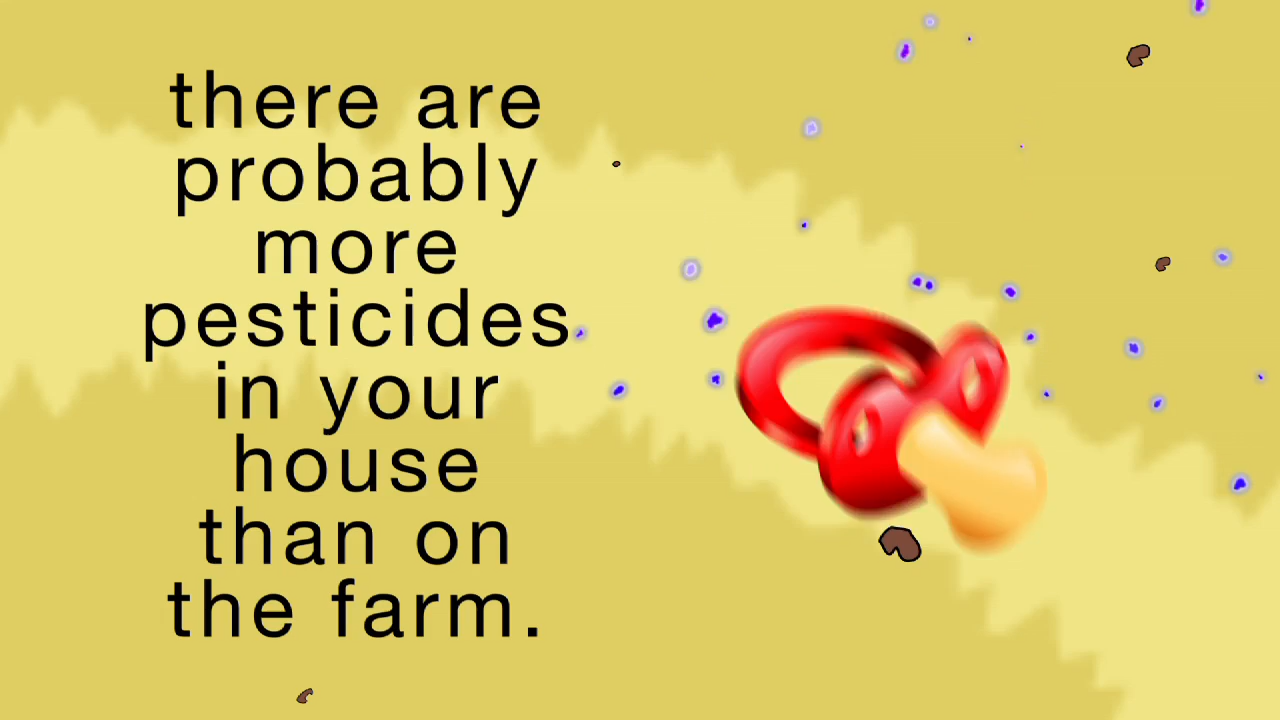 there are
probably
more
pesticides
in your
house
than on
the farm.